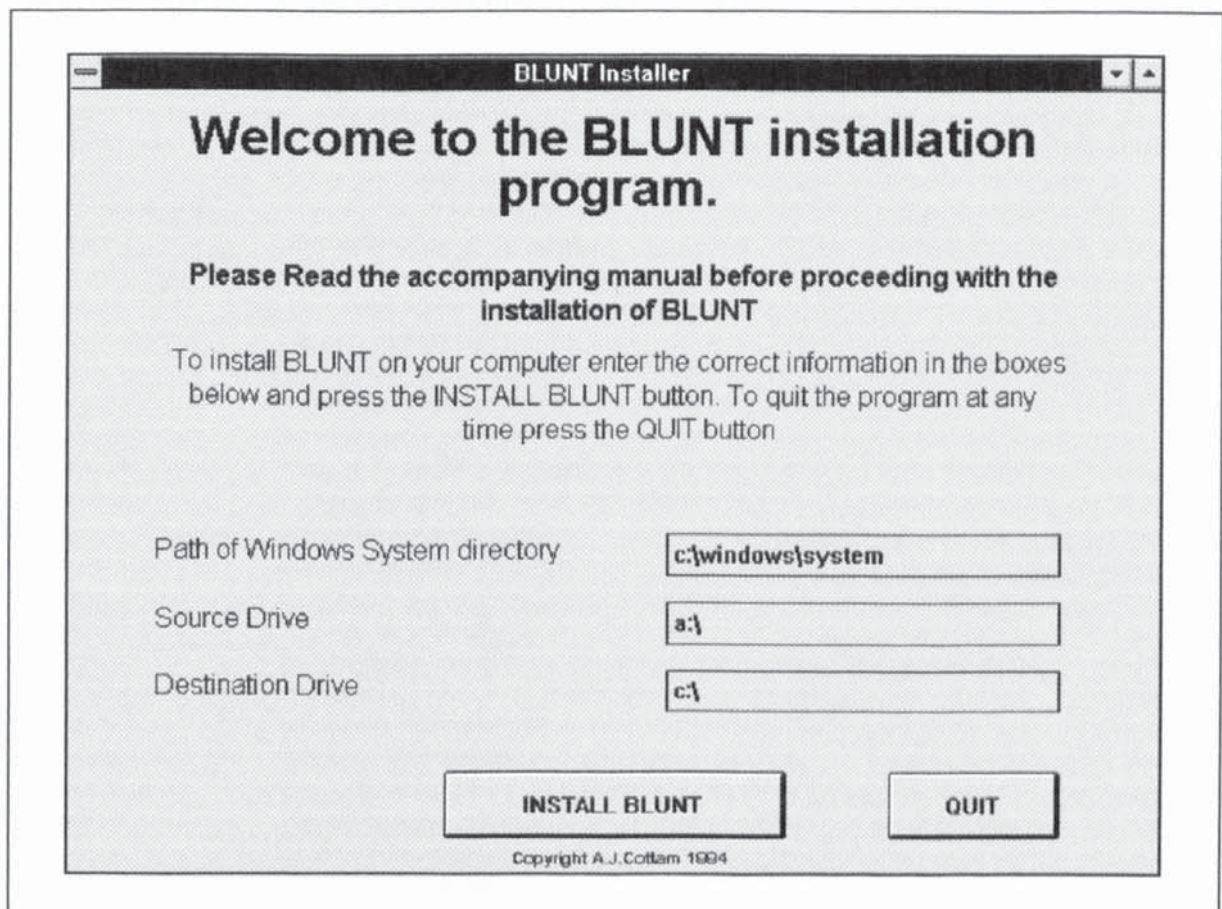 BLUNT Installer
Welcome to the BLUNT installation
program.
Please Read the accompanying manual before proceeding with the
installation of BLUNT
To install BLUNT on your computer enter the correct information in the boxes
below and press the INSTALL BLUNT button. To quit the program at any
time press the QUIT button
Path of Windows System directory
c:\windows\system
Source Drive
a:\
Destination Drive
c:\
INSTALL BLUNT
QUIT
Copyright A.J.Cottam 1994